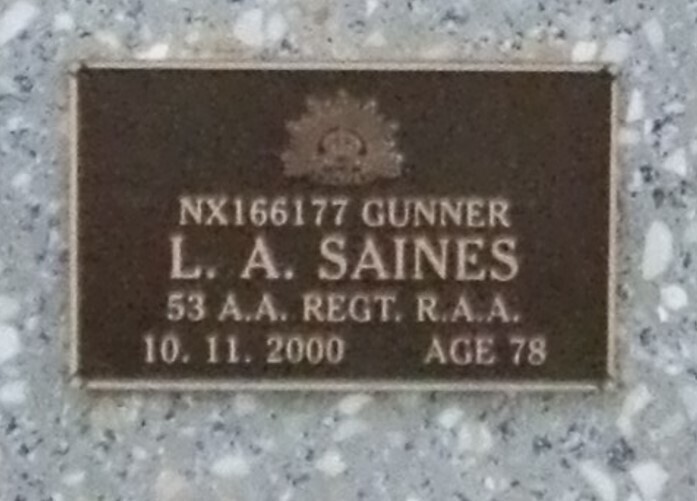 NX166177 GUNNER
L. A. SAINES
53 A.A. REGT. R.A.A.
10. 11. 2000 AGE 78